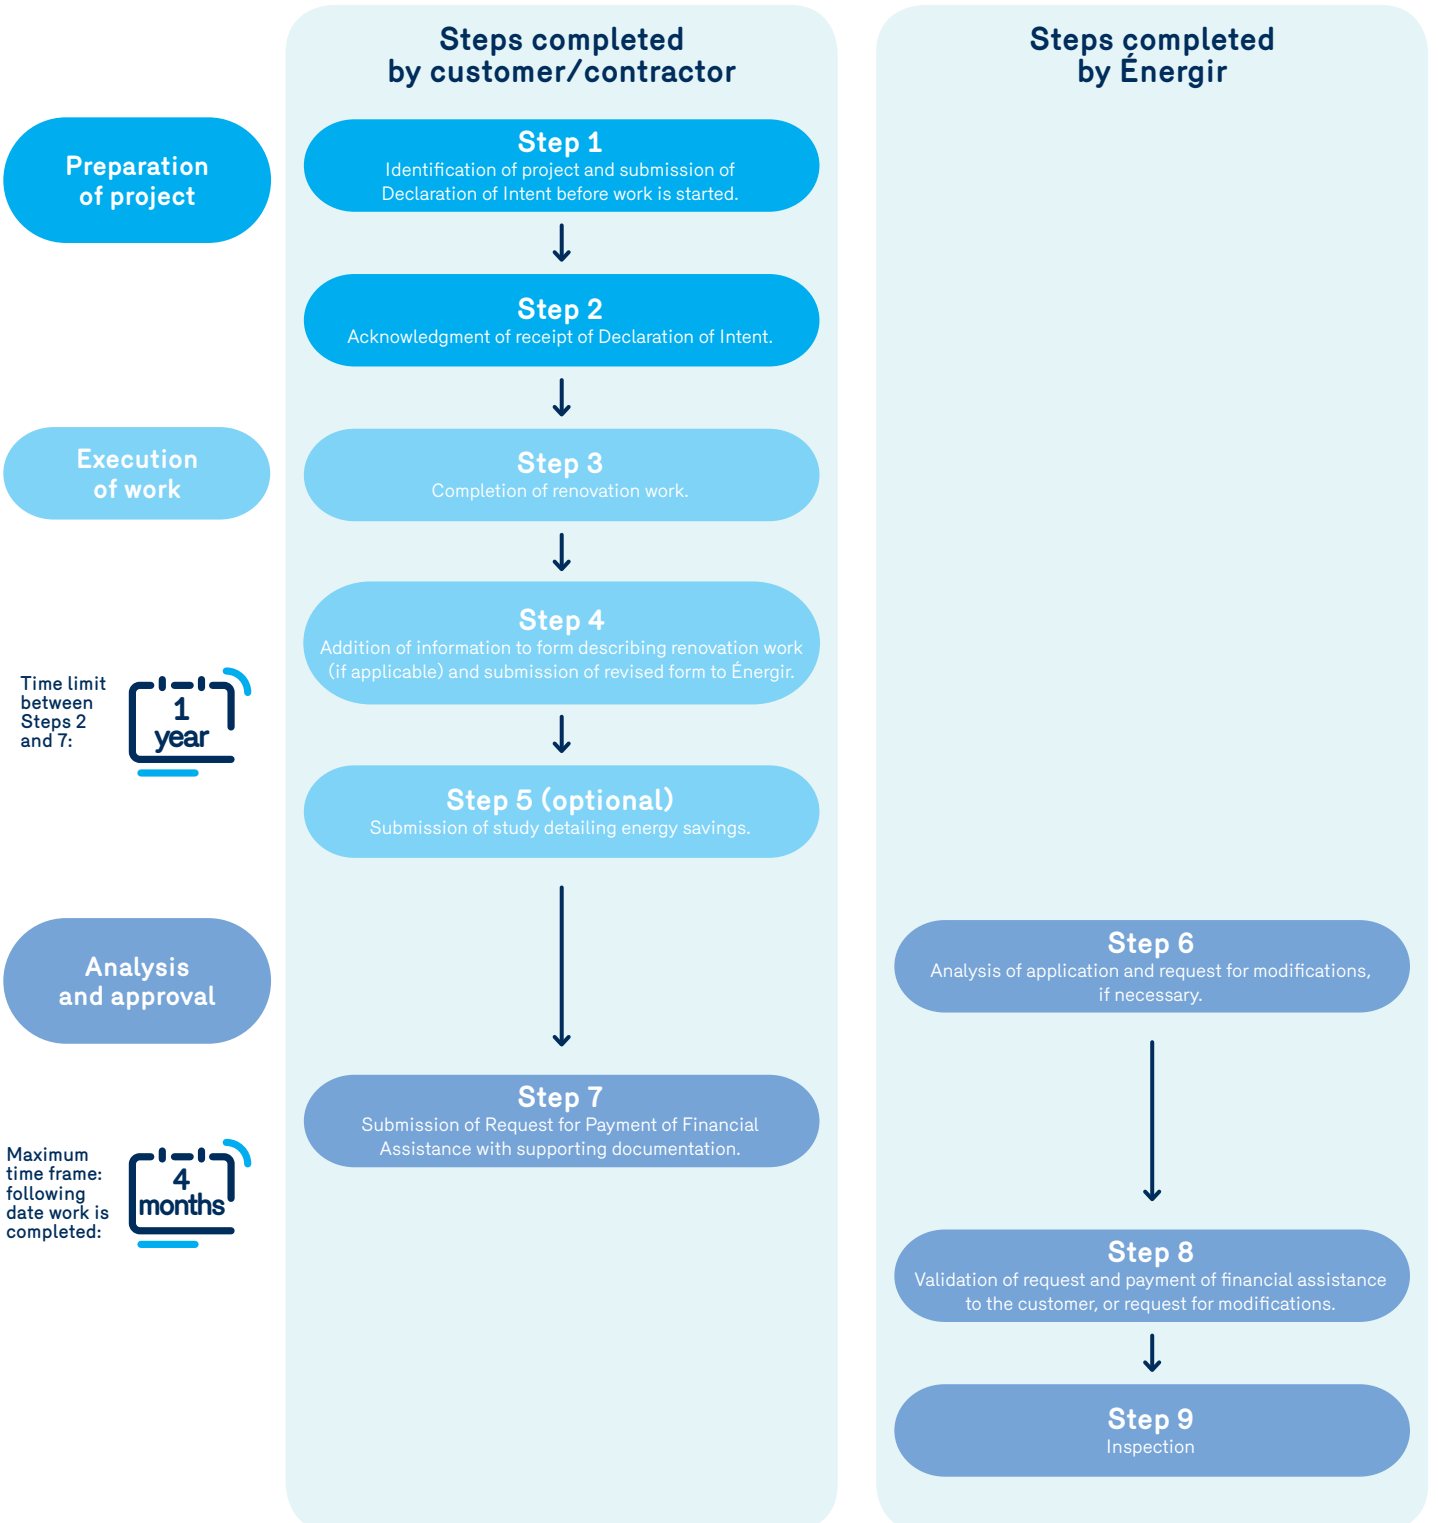 Steps completed
by customer/contractor
Steps completed
by Énergir
Preparation
of project
Step 1
Identification of project and submission of
Declaration of Intent before work is started.
Step 2
Acknowledgment of receipt of Declaration of Intent.
Execution
of work
Step 3
Completion of renovation work.
Step 4
Addition of information to form describing renovation work
(if applicable) and submission of revised form to Énergir.
Time limit
between
Steps 2
and 7:
1
year
Step 5 (optional)
Submission of study detailing energy savings.
Analysis
and approval
Step 6
Analysis of application and request for modifications,
if necessary.
Step 7
Submission of Request for Payment of Financial
Assistance with supporting documentation.
Maximum
time frame:
following
date work is
completed:
4
months
Step 8
Validation of request and payment of financial assistance
to the customer, or request for modifications.
Step 9
Inspection